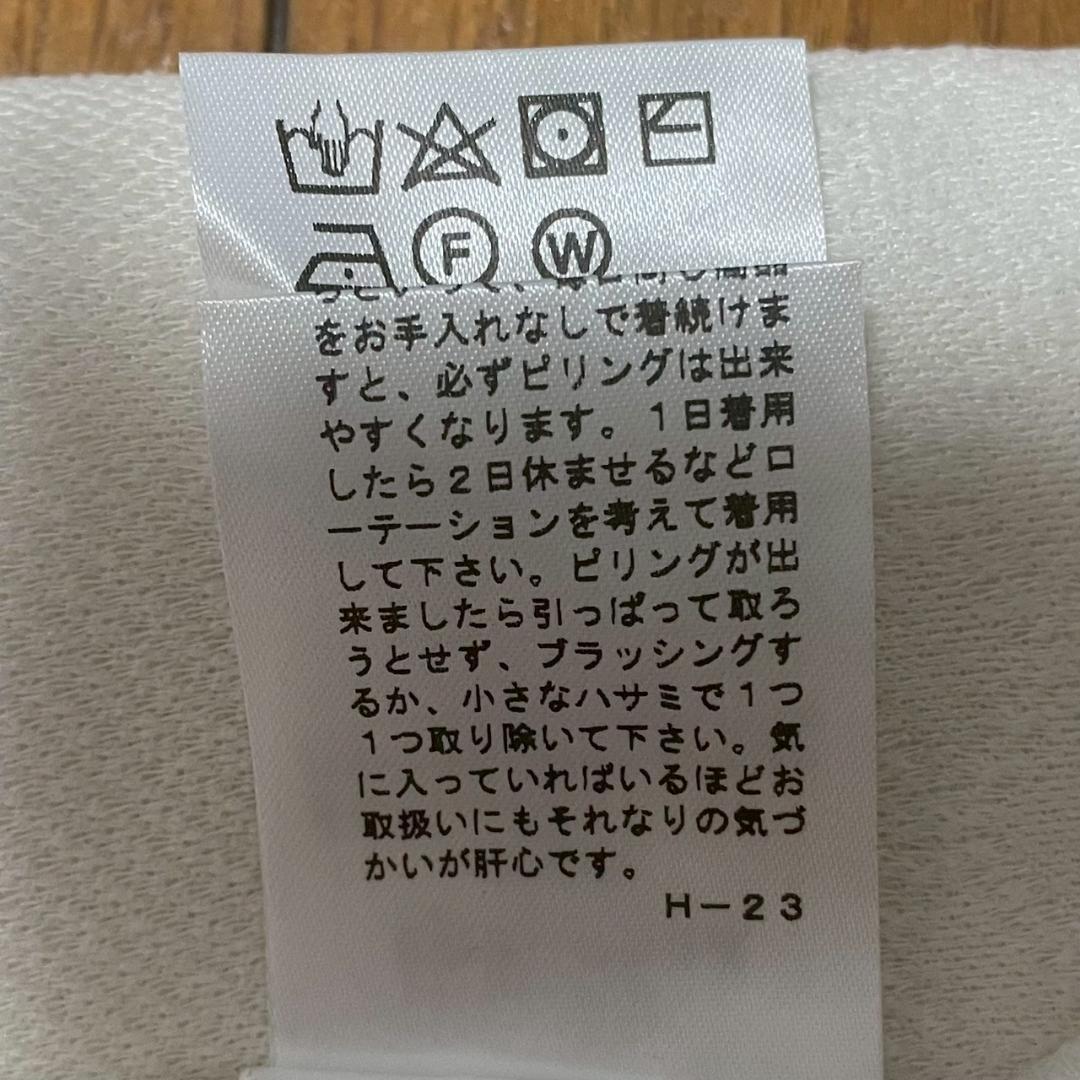 F W
をお手入れなしで着続けま
すと、必ずピリングは出来
やすくなります。1日着用
したら2日休ませるなどロ
ーテーションを考えて着用
して下さい。ピリングが出
来ましたら引っぱって取ろ
うとせず、ブラッシングす
るか、小さなハサミで1つ
1つ取り除いて下さい。気
に入っていればいるほどお
取扱いにもそれなりの気づ
かいが肝心です。
H−23